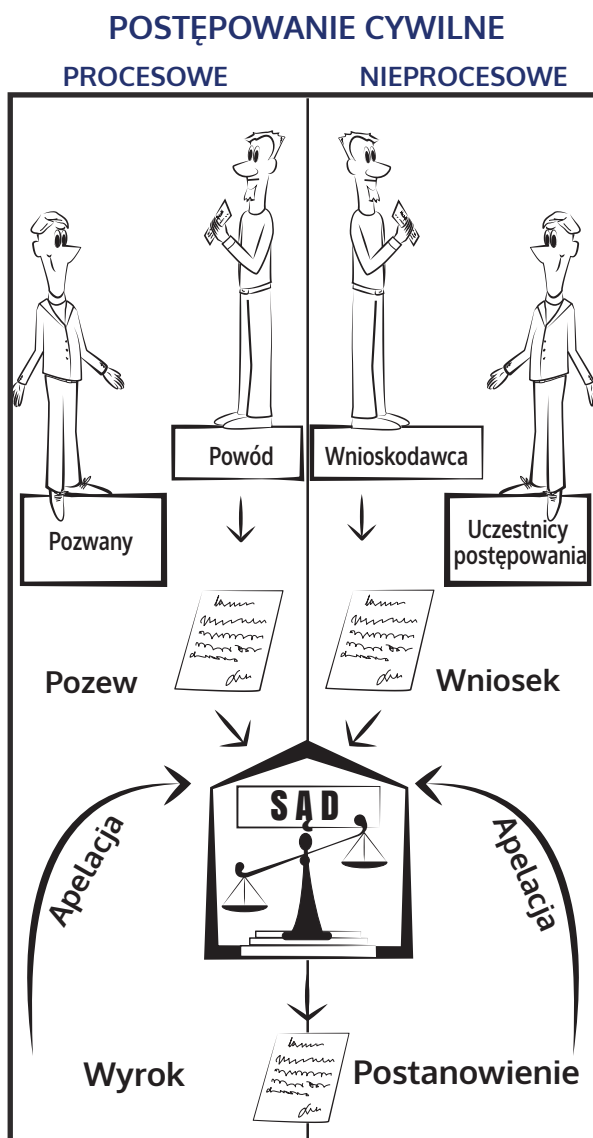 POSTĘPOWANIE CYWILNE
PROCESOWE
NIEPROCESOWE
Powód
Wnioskodawca
Pozwany
Uczestnicy
postępowania
Pozew
Wniosek
SĄD
Apelacja
Apelacja
Wyrok
Postanowienie